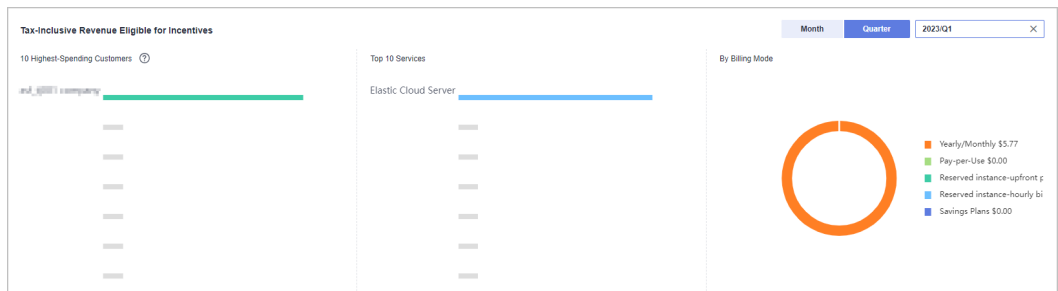 Tax-Inclusive Revenue Eligible for Incentives
Month
Quarter
2023/Q1
10 Highest-Spending Customers
Top 10 Services
By Billing Mode
company
Elastic Cloud Server
Yearly/Monthly $5.77
Pay-per-Use $0.00
Reserved instance-upfront p
Reserved instance-hourly bi
Savings Plans $0.00